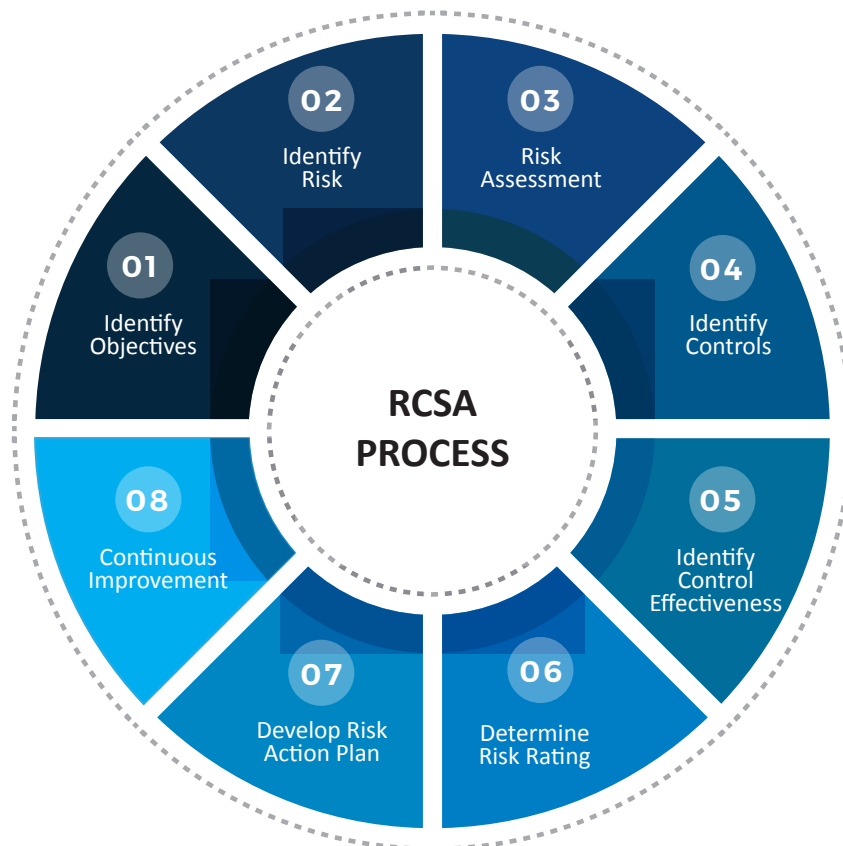 RCSA
PROCESS
01
Identify
Objectives
02
Identify
Risk
03
Risk
Assessment
04
Identify
Controls
05
Identify
Control
Effectiveness
06
Determine
Risk Rating
07
Develop Risk
Action Plan
08
Continuous
Improvement